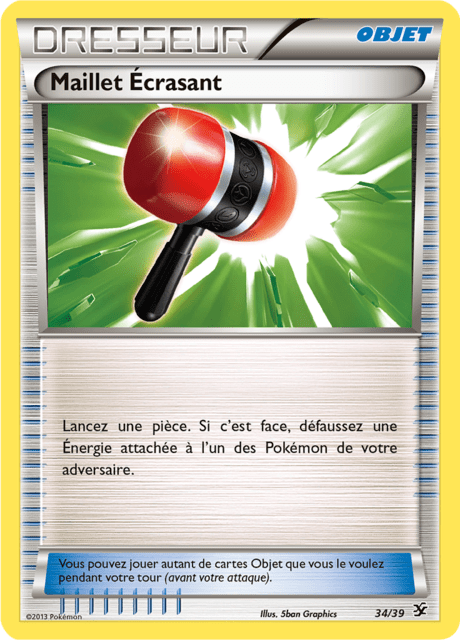 DRESSEUR
OBJET
Maillet Écrasant
Lancez une pièce. Si c'est face, défaussez une
Énergie attachée à l'un des Pokémon de votre
adversaire.
Vous pouvez jouer autant de cartes Objet que vous le voulez
pendant votre tour (avant votre attaque).
©2013 Pokémon
Illus. 5ban Graphics
34/39